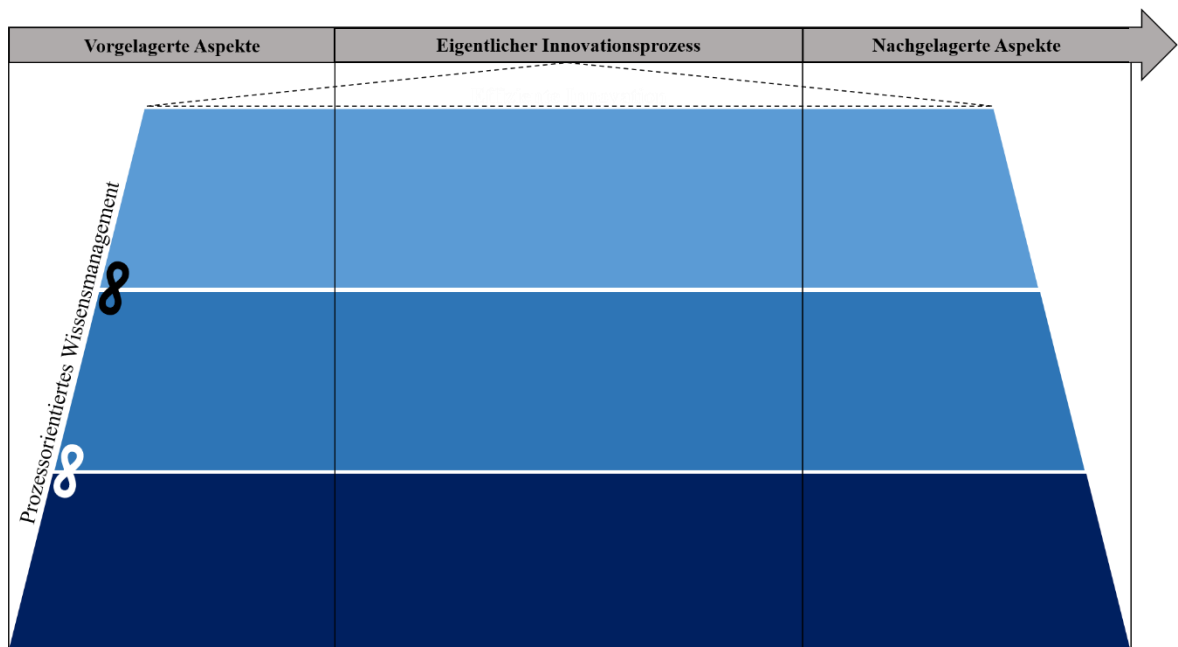 Vorgelagerte Aspekte
Eigentlicher Innovationsprozess
Nachgelagerte Aspekte
Prozessorientiertes Wissensmanagement